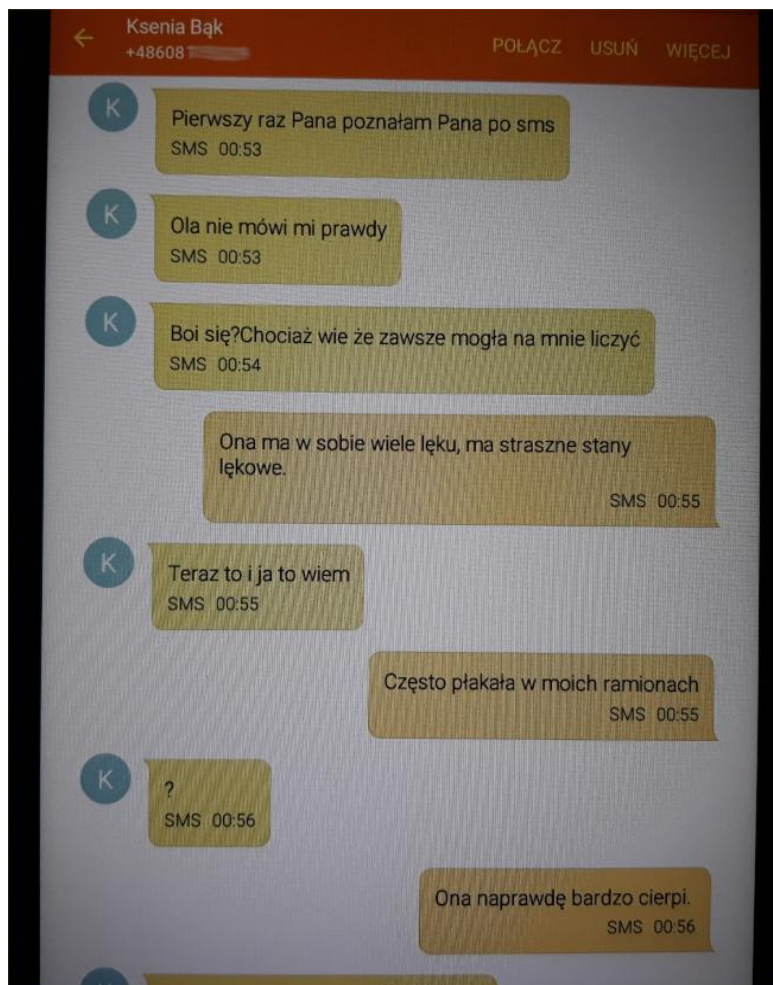 Ksenia Bąk
+48608
POŁĄCZ USUŃ WIĘCEJ
K
Pierwszy raz Pana poznałam Pana po sms
SMS 00:53
K
Ola nie mówi mi prawdy
SMS 00:53
K
Boi się?Chociaż wie że zawsze mogła na mnie liczyć
SMS 00:54
Ona ma w sobie wiele lęku, ma straszne stany
lękowe.
SMS 00:55
K
Teraz to i ja to wiem
SMS 00:55
Często płakała w moich ramionach
SMS 00:55
K
?
SMS 00:56
Ona naprawdę bardzo cierpi.
SMS 00:56